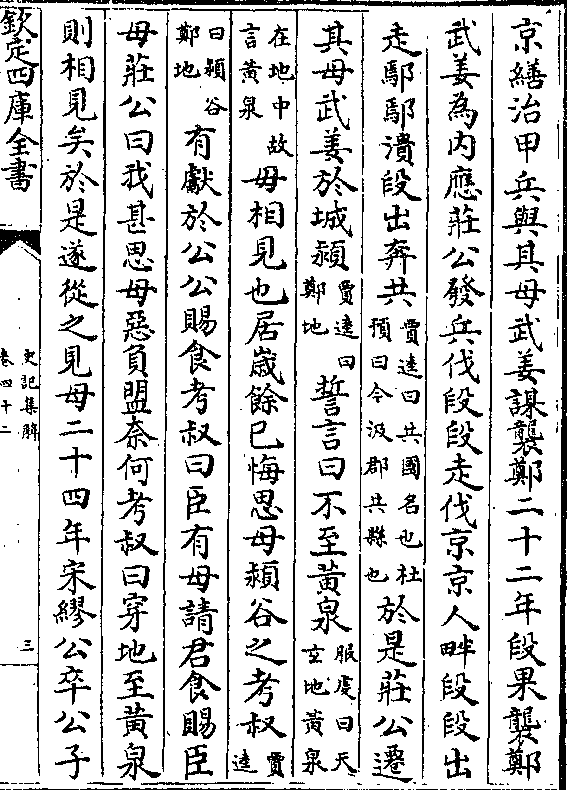 京繕治甲兵與其母武姜謀襲鄭二十二年段果襲鄭
武姜為内應莊公發兵伐段段走伐京京人畔段段出
走鄢鄢潰段出奔共賈逵曰共國名也杜預曰今汲郡共縣也於是莊公遷
其母武姜於城潁賈逵曰鄭地誓言曰不至黃泉服虔曰天玄地黃泉
在地中故言黃泉毋相見也居歲餘已悔思母潁谷之考叔賈逵
曰潁谷鄭地有獻於公公賜食考叔曰臣有母請君食賜臣
母莊公曰我甚思母惡負盟奈何考叔曰穿地至黃泉
則相見矣於是遂從之見母二十四年宋繆公卒公子
欽定四庫全書
史記集解
卷四十二
三